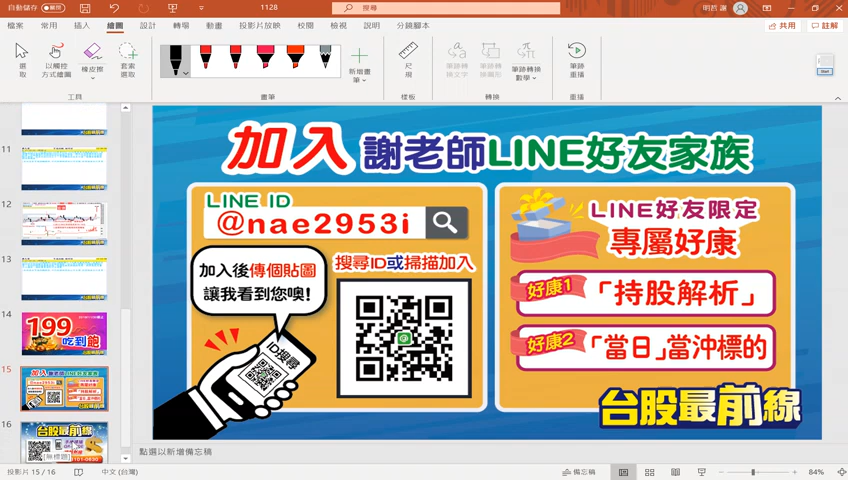 自動儲存
1128
搜尋
檔案
常用
插入
繪圖
設計
轉場
動畫
投影片放映
校閱
檢視
說明
分鏡腳本
共用
註解
選取
以觸控方式繪圖
橡皮擦
套索選取
新增畫筆
尺規
筆跡轉換文字
筆跡轉換圖形
筆跡轉換數學
筆跡重播
工具
畫筆
樣板
轉換
重播
11
12
13
14
199
吃到飽
15
16
台股最前線
加入 謝老師LINE好友家族
LINE ID
@nae2953i
加入後傳個貼圖
讓我看到您噢!
搜尋ID或掃描加入
ID搜尋
LINE好友限定
專屬好康
好康1 「持股解析」
好康2 「當日」當沖標的
台股最前線
點選以新增備忘稿
投影片 15 / 16
中文 (台灣)
備忘稿
84%